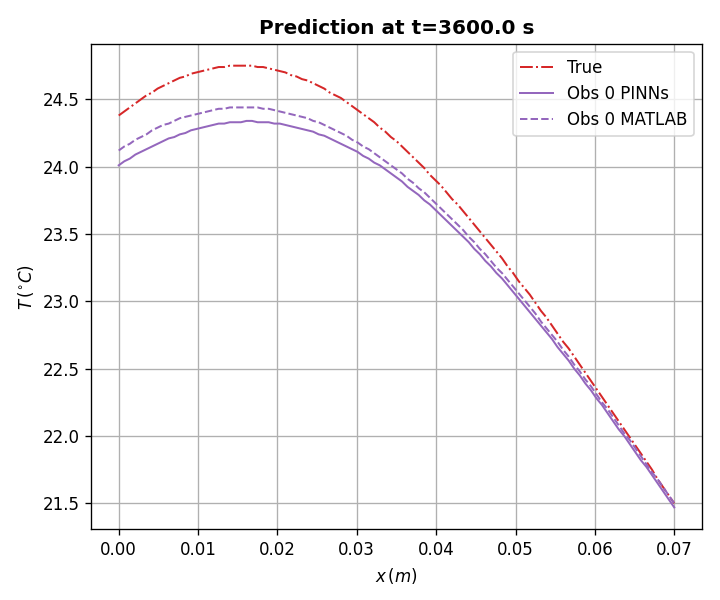 Prediction at t=3600.0 s
True
Obs 0 PINNs
Obs 0 MATLAB
T (°C)
24.5
24.0
23.5
23.0
22.5
22.0
21.5
0.00 0.01 0.02 0.03 0.04 0.05 0.06 0.07
x (m)